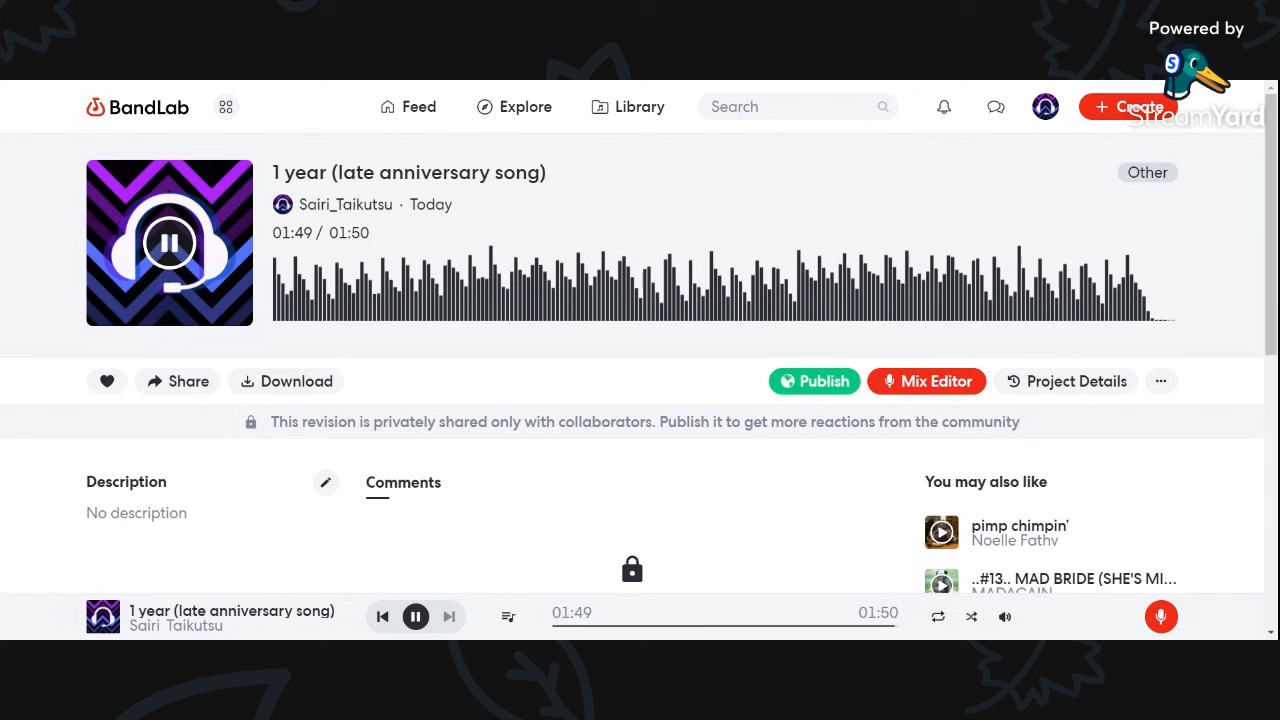 Powered by
S
StreamYard
BandLab
Feed
Explore
Library
Search
+ Create
1 year (late anniversary song)
Other
Sairi_Taikutsu · Today
01:49 / 01:50
Share
Download
Publish
Mix Editor
Project Details
This revision is privately shared only with collaborators. Publish it to get more reactions from the community
Description
Comments
You may also like
No description
pimp chimpin'
Noelle Fathy
..#13.. MAD BRIDE (SHE'S MI...
MADAGAIN
1 year (late anniversary song)
Sairi_Taikutsu
01:49
01:50